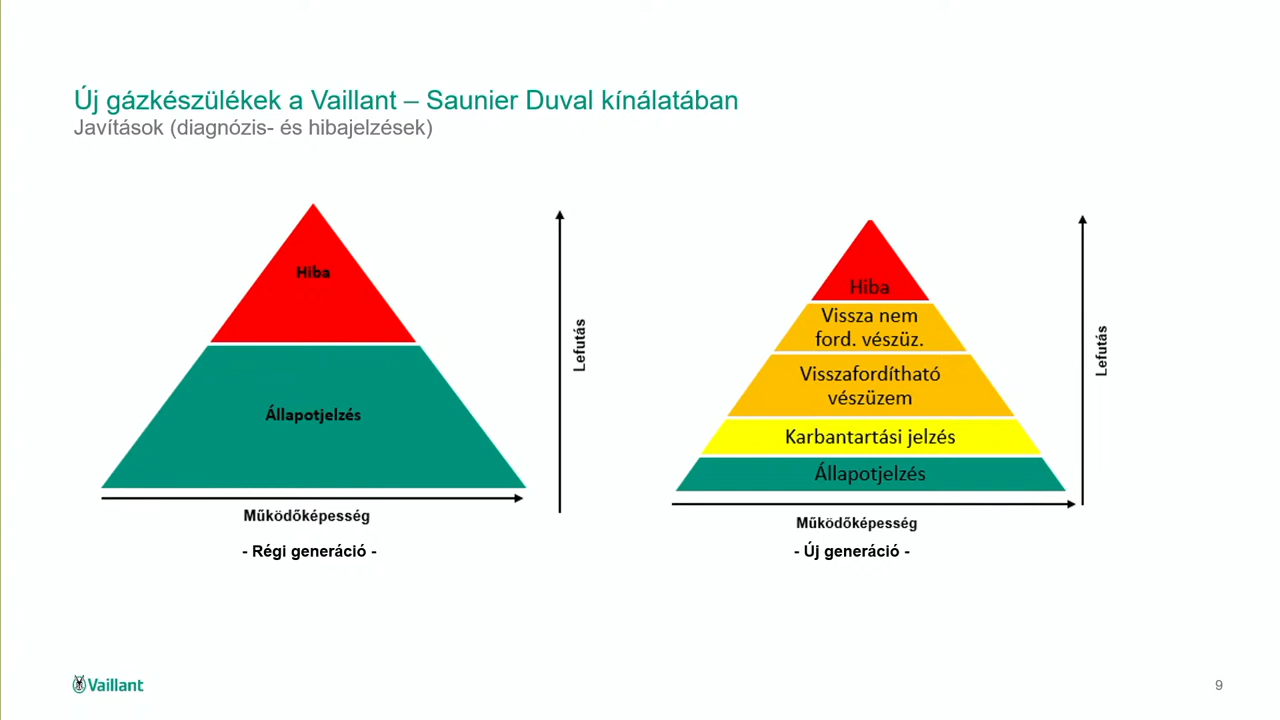 Új gázkészülékek a Vaillant – Saunier Duval kínálatában
Javítások (diagnózis- és hibajelzések)
Hiba
Állapotjelzés
Lefutás
Működőképesség
- Régi generáció -
Hiba
Vissza nem
ford. vészüz.
Visszafordítható
vészüzem
Karbantartási jelzés
Állapotjelzés
Lefutás
Működőképesség
- Új generáció -
Vaillant
9